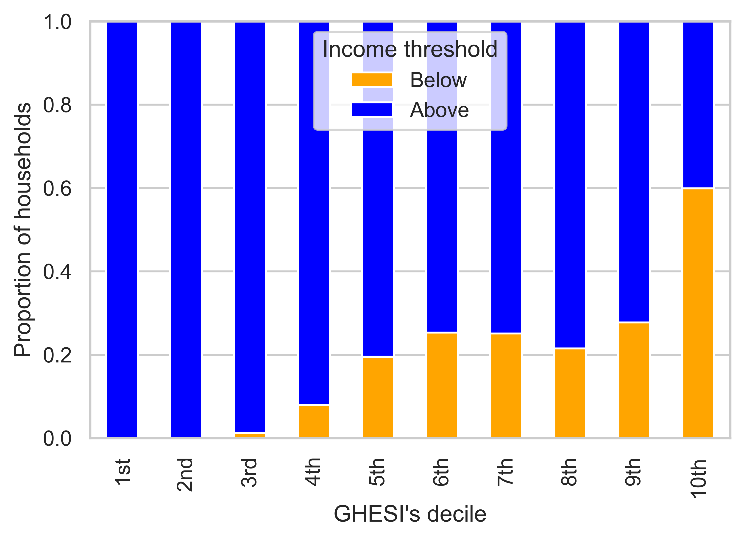 Income threshold
Below
Above
Proportion of households
1.0
0.8
0.6
0.4
0.2
0.0
1st
2nd
3rd
4th
5th
6th
7th
8th
9th
10th
GHESI's decile